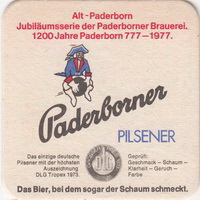 Alt-Paderborn
Jubiläumsserie der Paderborner Brauerei.
1200 Jahre Paderborn 777-1977.
Paderborner
PILSENER
Das einzige deutsche
Pilsener mit der höchsten
Auszeichnung
DLG Tropex 1973.
Geprüft:
Geschmack - Schaum -
Klarheit - Geruch -
Farbe
Das Bier, bei dem sogar der Schaum schmeckt.